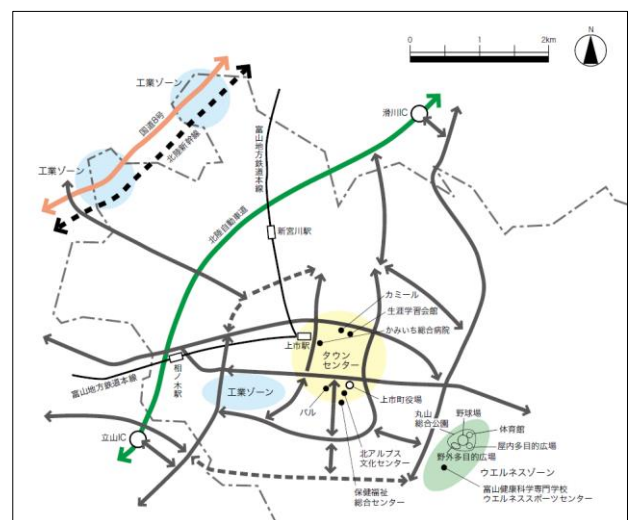 0 1 2km
N
工業ゾーン
国道8号
北陸新幹線
工業ゾーン
富山地方鉄道本線
滑川IC
北陸自動車道
新宮川駅
カミール
生涯学習会館
かみいち総合病院
上市駅
タウン
センター
相ノ木駅
富山地方鉄道本線
工業ゾーン
上市町役場
パル
北アルプス
文化センター
保健福祉
総合センター
立山IC
丸山
総合公園
野球場
体育館
屋内多目的広場
野外多目的広場
ウエルネスゾーン
富山健康科学専門学校
ウエルネススポーツセンター